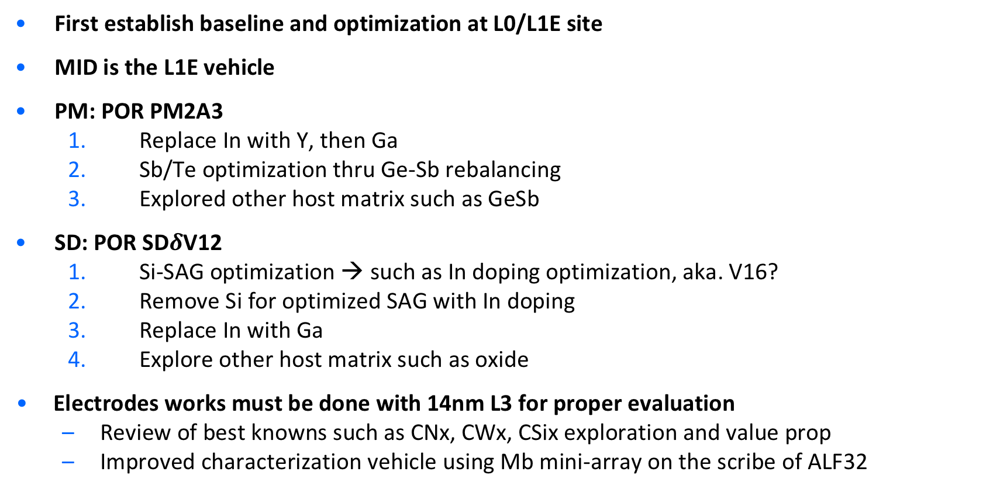 • First establish baseline and optimization at L0/L1E site
• MID is the L1E vehicle
• PM: POR PM2A3
1. Replace In with Y, then Ga
2. Sb/Te optimization thru Ge-Sb rebalancing
3. Explored other host matrix such as GeSb
• SD: POR SDδV12
1. Si-SAG optimization → such as In doping optimization, aka. V16?
2. Remove Si for optimized SAG with In doping
3. Replace In with Ga
4. Explore other host matrix such as oxide
• Electrodes works must be done with 14nm L3 for proper evaluation
– Review of best knowns such as CNx, CWx, CSix exploration and value prop
– Improved characterization vehicle using Mb mini-array on the scribe of ALF32